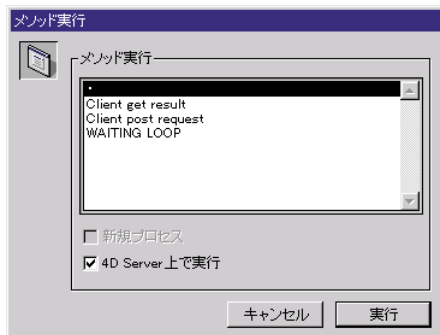 メソッド実行
メソッド実行
*
Client get result
Client post request
WAITING LOOP
新規プロセス
4D Server上で実行
キャンセル
実行